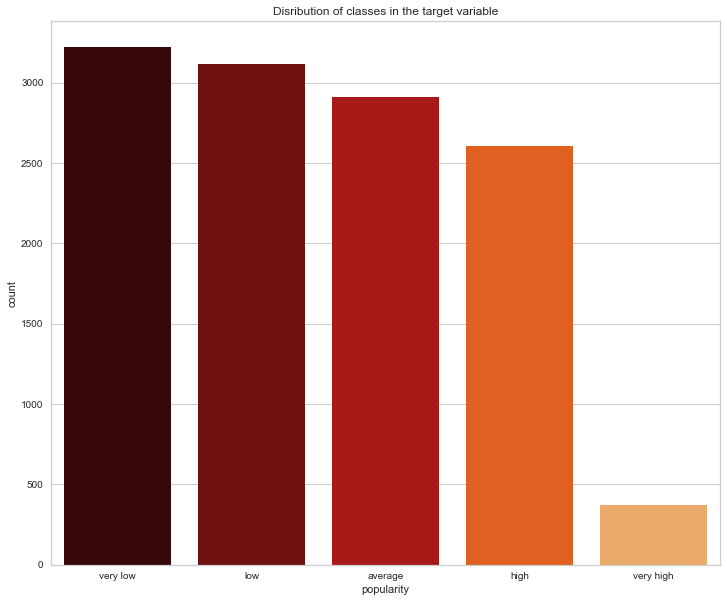 Disribution of classes in the target variable
3000
2500
2000
1500
1000
500
0
count
very low low average high very high
popularity